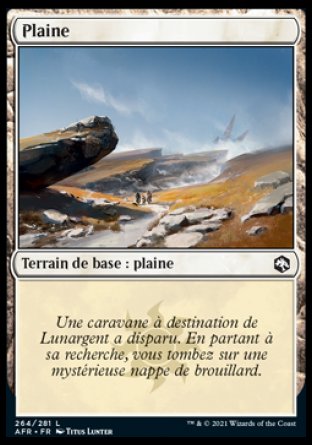 Plaine
Terrain de base : plaine
Une caravane à destination de
Lunargent a disparu. En partant à
sa recherche, vous tombez sur une
mystérieuse nappe de brouillard.
264/281 L
AFR • FR Titus Lunter
™ & © 2021 Wizards of the Coast